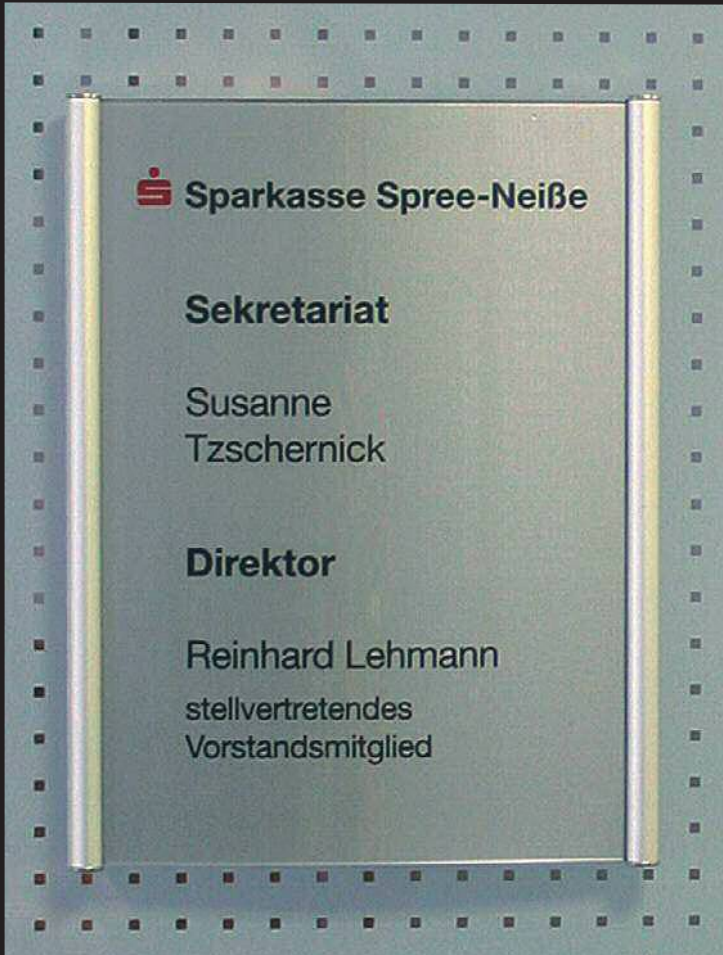 Sparkasse Spree-Neiße
Sekretariat
Susanne
Tzschernick
Direktor
Reinhard Lehmann
stellvertretendes
Vorstandsmitglied